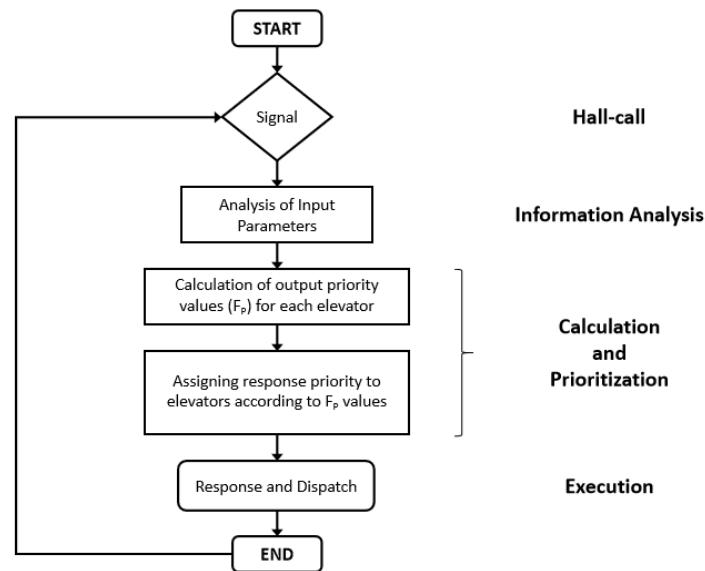 START
Signal
Hall-call
Analysis of Input
Parameters
Information Analysis
Calculation of output priority
values (Fₚ) for each elevator
Assigning response priority to
elevators according to Fₚ values
Calculation
and
Prioritization
Response and Dispatch
Execution
END